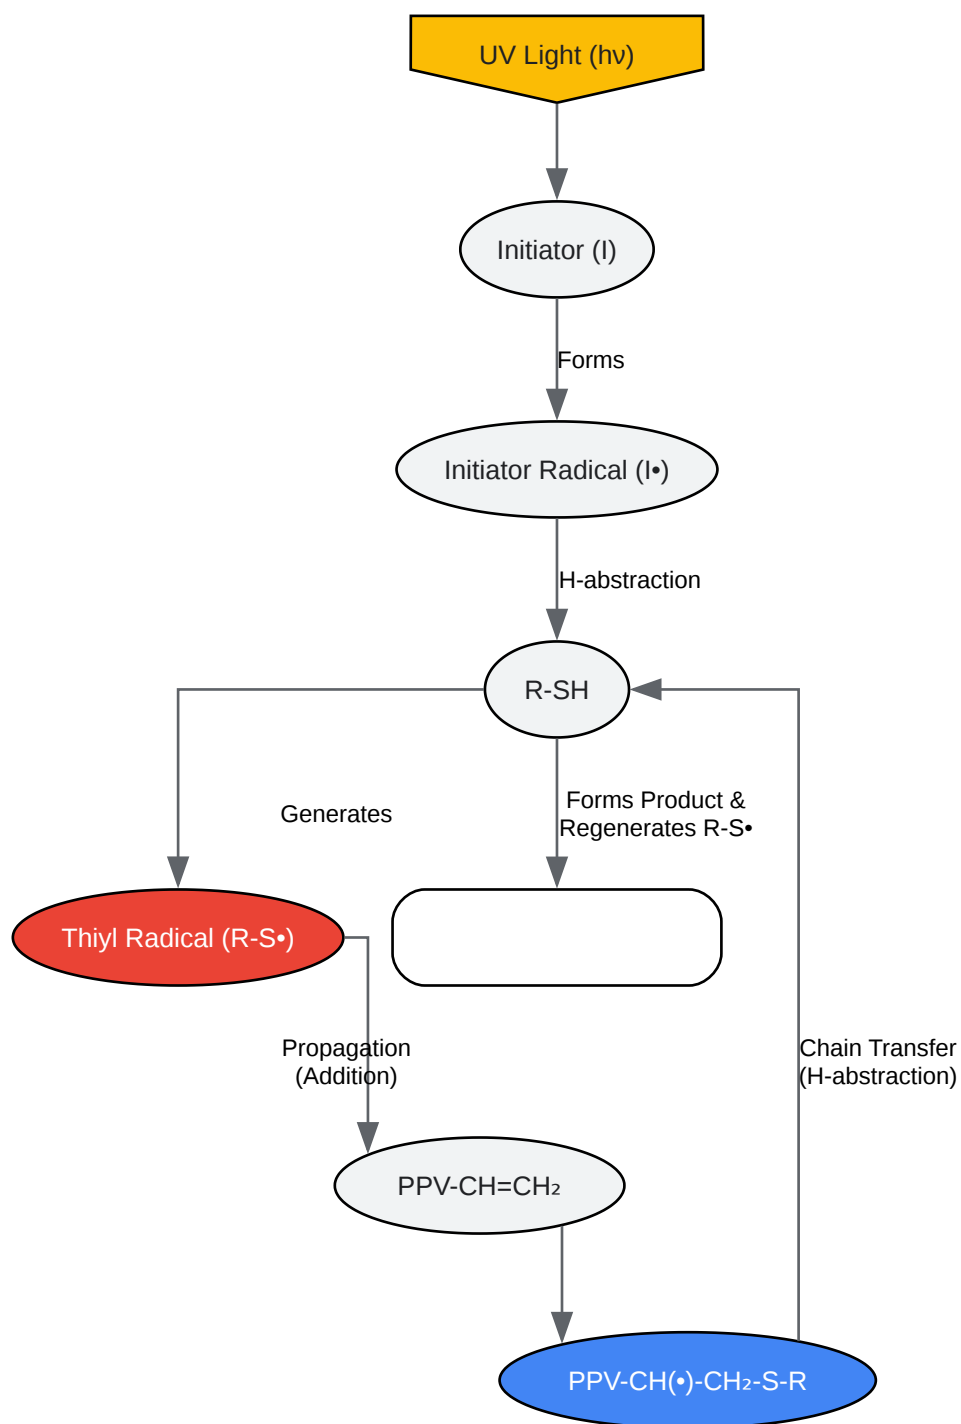 UV Light (hν)
Initiator (I)
Forms
Initiator Radical (I•)
H-abstraction
R-SH
Generates
Forms Product &
Regenerates R-S•
Thiyl Radical (R-S•)
Propagation
(Addition)
Chain Transfer
(H-abstraction)
PPV-CH=CH₂
PPV-CH(•)-CH₂-S-R